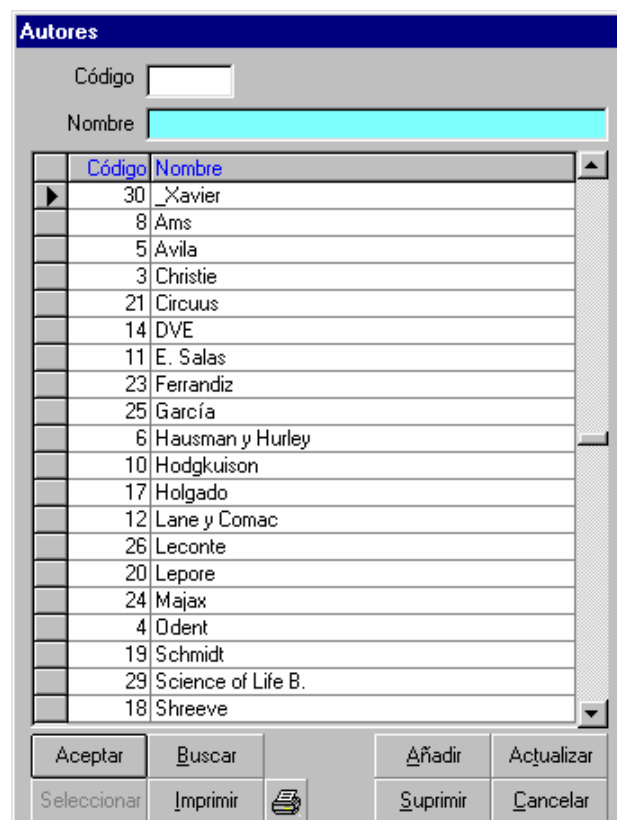 Autores
Código
Nombre
Código Nombre
30 _Xavier
8 Ams
5 Avila
3 Christie
21 Circuus
14 DVE
11 E. Salas
23 Ferrandiz
25 García
6 Hausman y Hurley
10 Hodgkuison
17 Holgado
12 Lane y Comac
26 Leconte
20 Lepore
24 Majax
4 Odent
19 Schmidt
29 Science of Life B.
18 Shreeve
Aceptar Buscar Añadir Actualizar
Seleccionar Imprimir Suprimir Cancelar